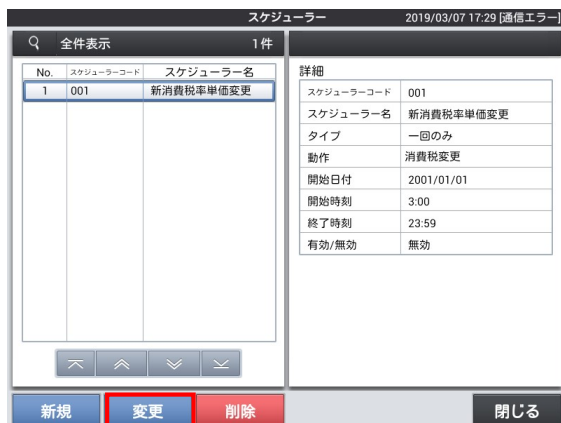 スケジューラー 2019/03/07 17:29 [通信エラー]
全件表示 1件
No. スケジューラーコード スケジューラー名
1 001 新消費税率単価変更
詳細
スケジューラーコード 001
スケジューラー名 新消費税率単価変更
タイプ 一回のみ
動作 消費税変更
開始日付 2001/01/01
開始時刻 3:00
終了時刻 23:59
有効/無効 無効
新規 変更 削除 閉じる